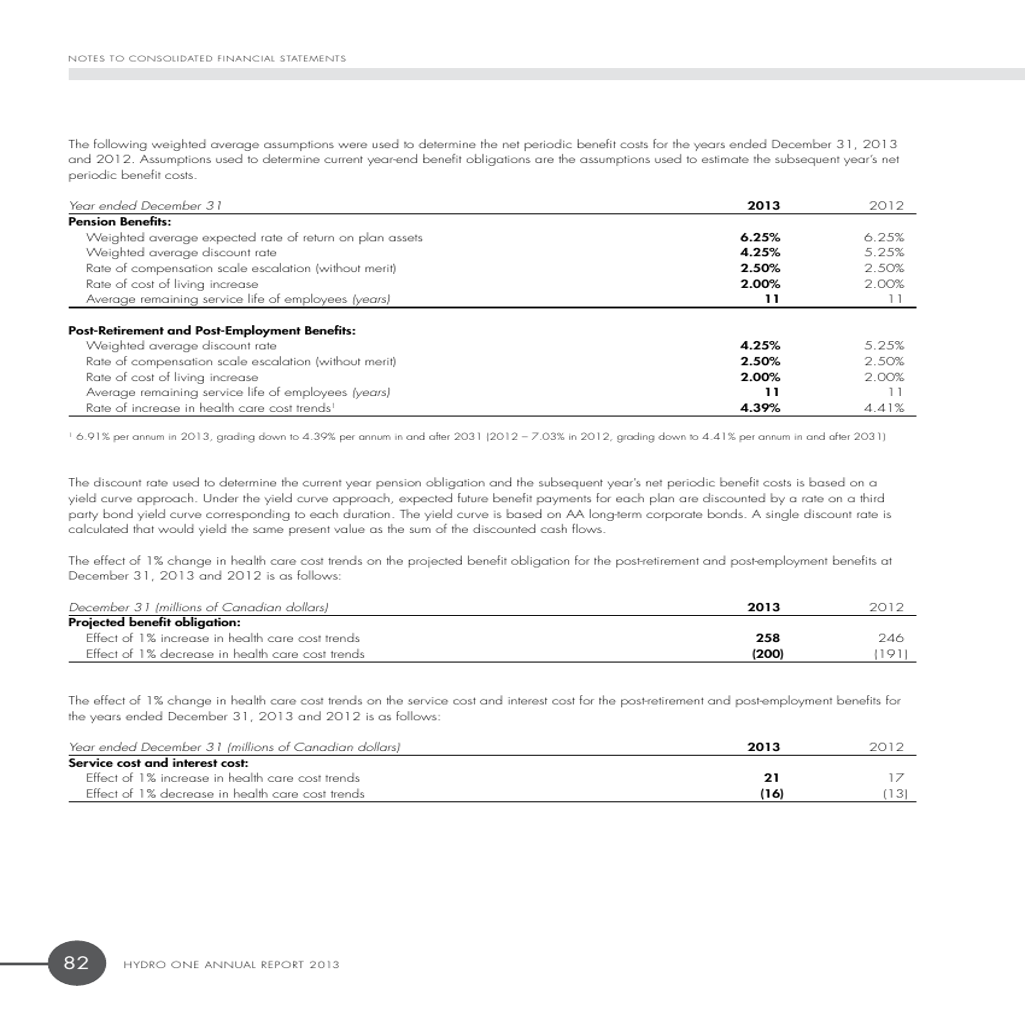 NOTES TO CONSOLIDATED FINANCIAL STATEMENTS
The following weighted average assumptions were used to determine the net periodic benefit costs for the years ended December 31, 2013
and 2012. Assumptions used to determine current year-end benefit obligations are the assumptions used to estimate the subsequent year's net
periodic benefit costs.
Year ended December 31 2013 2012
Pension Benefits:
Weighted average expected rate of return on plan assets 6.25% 6.25%
Weighted average discount rate 4.25% 5.25%
Rate of compensation scale escalation (without merit) 2.50% 2.50%
Rate of cost of living increase 2.00% 2.00%
Average remaining service life of employees (years) 11 11
Post-Retirement and Post-Employment Benefits:
Weighted average discount rate 4.25% 5.25%
Rate of compensation scale escalation (without merit) 2.50% 2.50%
Rate of cost of living increase 2.00% 2.00%
Average remaining service life of employees (years) 11 11
Rate of increase in health care cost trends¹ 4.39% 4.41%
¹ 6.91% per annum in 2013, grading down to 4.39% per annum in and after 2031 (2012 – 7.03% in 2012, grading down to 4.41% per annum in and after 2031)
The discount rate used to determine the current year pension obligation and the subsequent year's net periodic benefit costs is based on a
yield curve approach. Under the yield curve approach, expected future benefit payments for each plan are discounted by a rate on a third
party bond yield curve corresponding to each duration. The yield curve is based on AA long-term corporate bonds. A single discount rate is
calculated that would yield the same present value as the sum of the discounted cash flows.
The effect of 1% change in health care cost trends on the projected benefit obligation for the post-retirement and post-employment benefits at
December 31, 2013 and 2012 is as follows:
December 31 (millions of Canadian dollars) 2013 2012
Projected benefit obligation:
Effect of 1% increase in health care cost trends 258 246
Effect of 1% decrease in health care cost trends (200) (191)
The effect of 1% change in health care cost trends on the service cost and interest cost for the post-retirement and post-employment benefits for
the years ended December 31, 2013 and 2012 is as follows:
Year ended December 31 (millions of Canadian dollars) 2013 2012
Service cost and interest cost:
Effect of 1% increase in health care cost trends 21 17
Effect of 1% decrease in health care cost trends (16) (13)
82 HYDRO ONE ANNUAL REPORT 2013